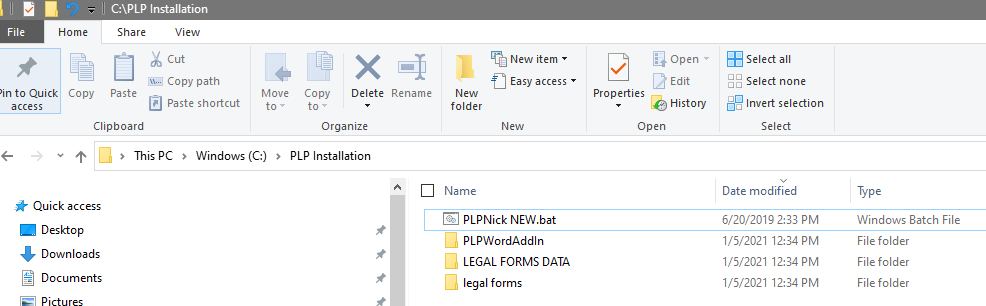 C:\PLP Installation
File Home Share View
Pin to Quick access
Copy
Paste
Cut
Copy path
Paste shortcut
Clipboard
Move to
Copy to
Delete
Rename
Organize
New folder
New item
Easy access
New
Properties
Open
Edit
History
Open
Select all
Select none
Invert selection
Select
This PC > Windows (C:) > PLP Installation
Quick access
Desktop
Downloads
Documents
Pictures
Name Date modified Type
PLPNick NEW.bat 6/20/2019 2:33 PM Windows Batch File
PLPWordAddIn 1/5/2021 12:34 PM File folder
LEGAL FORMS DATA 1/5/2021 12:34 PM File folder
legal forms 1/5/2021 12:34 PM File folder